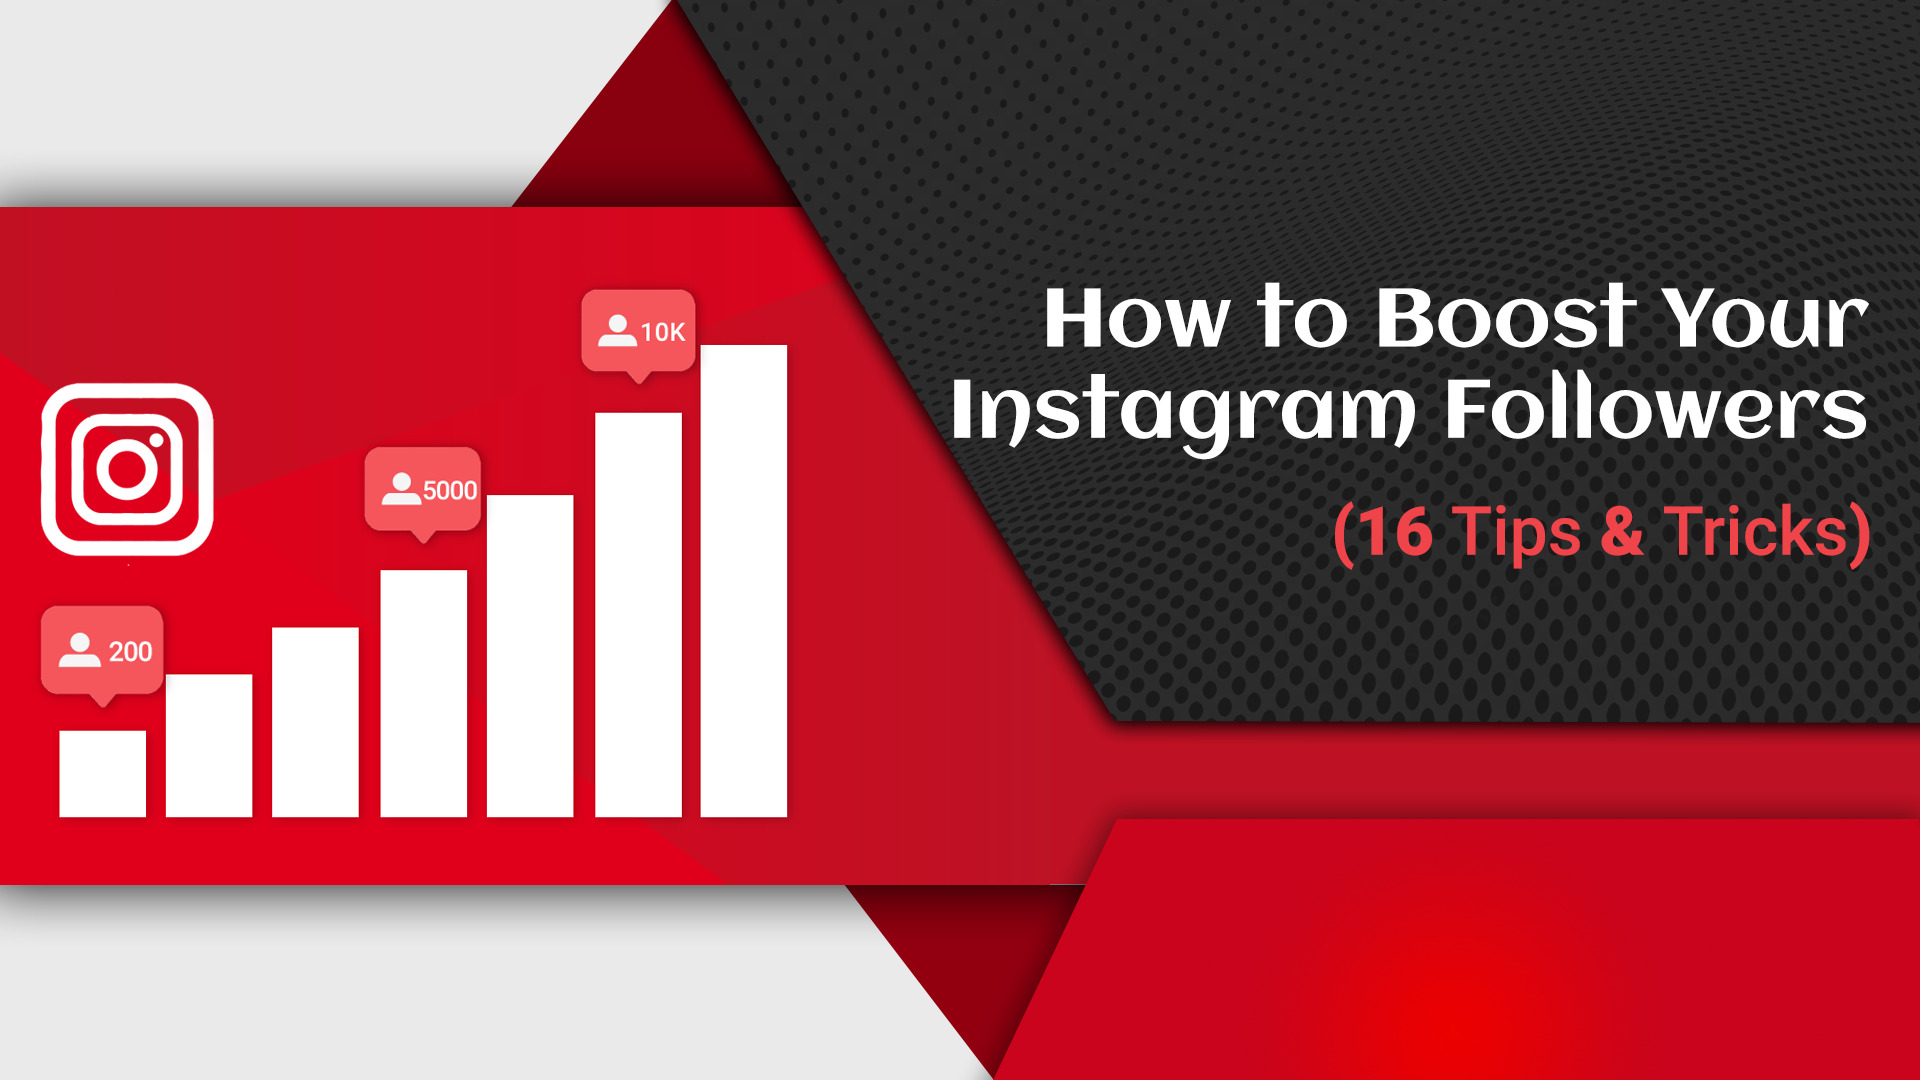 How to Boost Your
Instagram Followers
(16 Tips & Tricks)
10K
5000
200